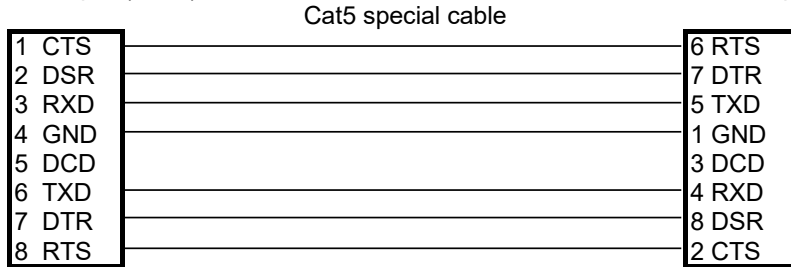 Cat5 special cable
1 CTS 6 RTS
2 DSR 7 DTR
3 RXD 5 TXD
4 GND 1 GND
5 DCD 3 DCD
6 TXD 4 RXD
7 DTR 8 DSR
8 RTS 2 CTS